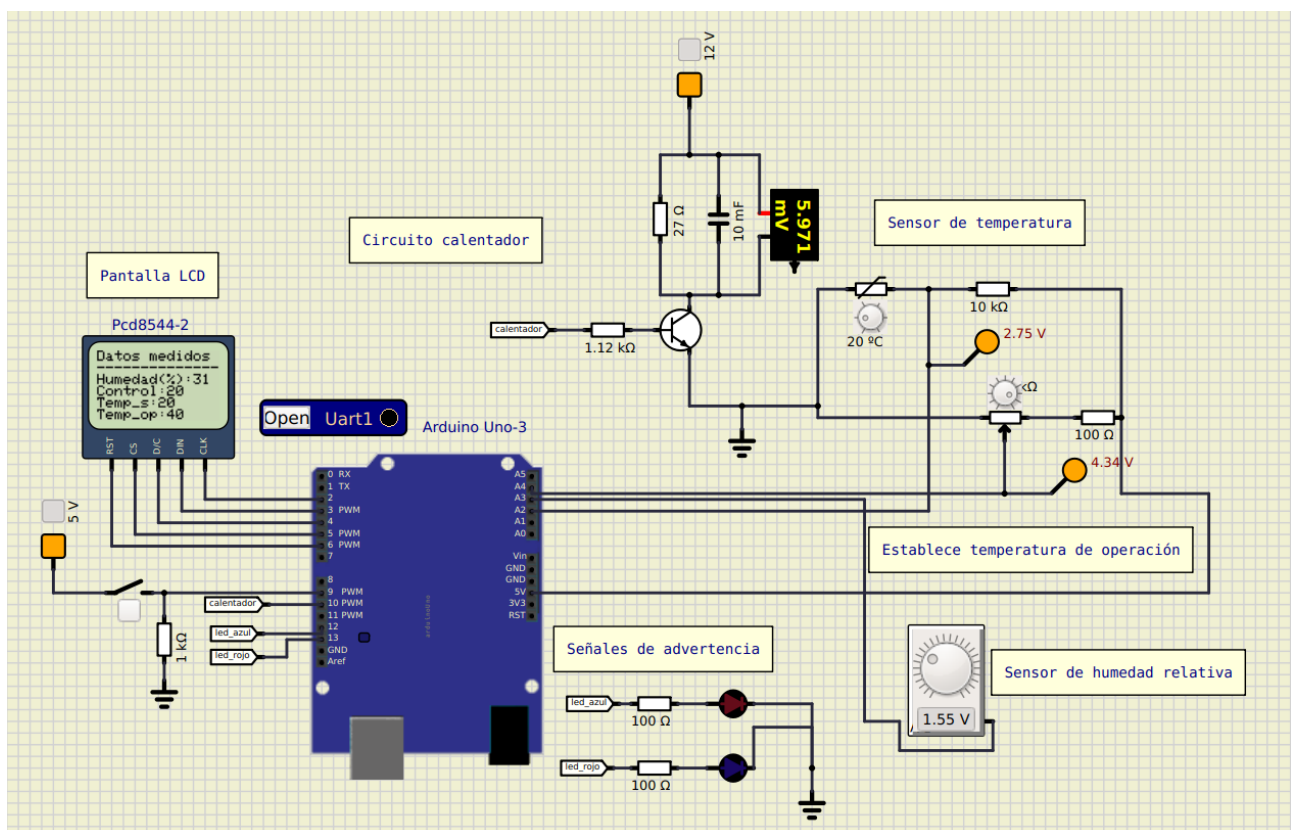 12 V
27 Ω
10 mF
5.971
mV
Sensor de temperatura
Circuito calentador
Pantalla LCD
calentador
1.12 kΩ
20 ºC
10 kΩ
2.75 V
Pcd8544-2
Datos medidos
--------------
Humedad(%):31
Control:20
Temp_s:20
Temp_op:40
RST
CS
D/C
DIN
CLK
Open
Uart1
Arduino Uno-3
kΩ
100 Ω
4.34 V
0 RX
1 TX
2
3 PWM
4
5 PWM
6 PWM
7
8
9 PWM
10 PWM
11 PWM
12
13
GND
Aref
A5
A4
A3
A2
A1
A0
Vin
GND
GND
5V
3V3
RST
arduinouno
5 V
1 kΩ
calentador
led_azul
led_rojo
Establece temperatura de operación
Señales de advertencia
led_azul
100 Ω
led_rojo
100 Ω
Sensor de humedad relativa
1.55 V